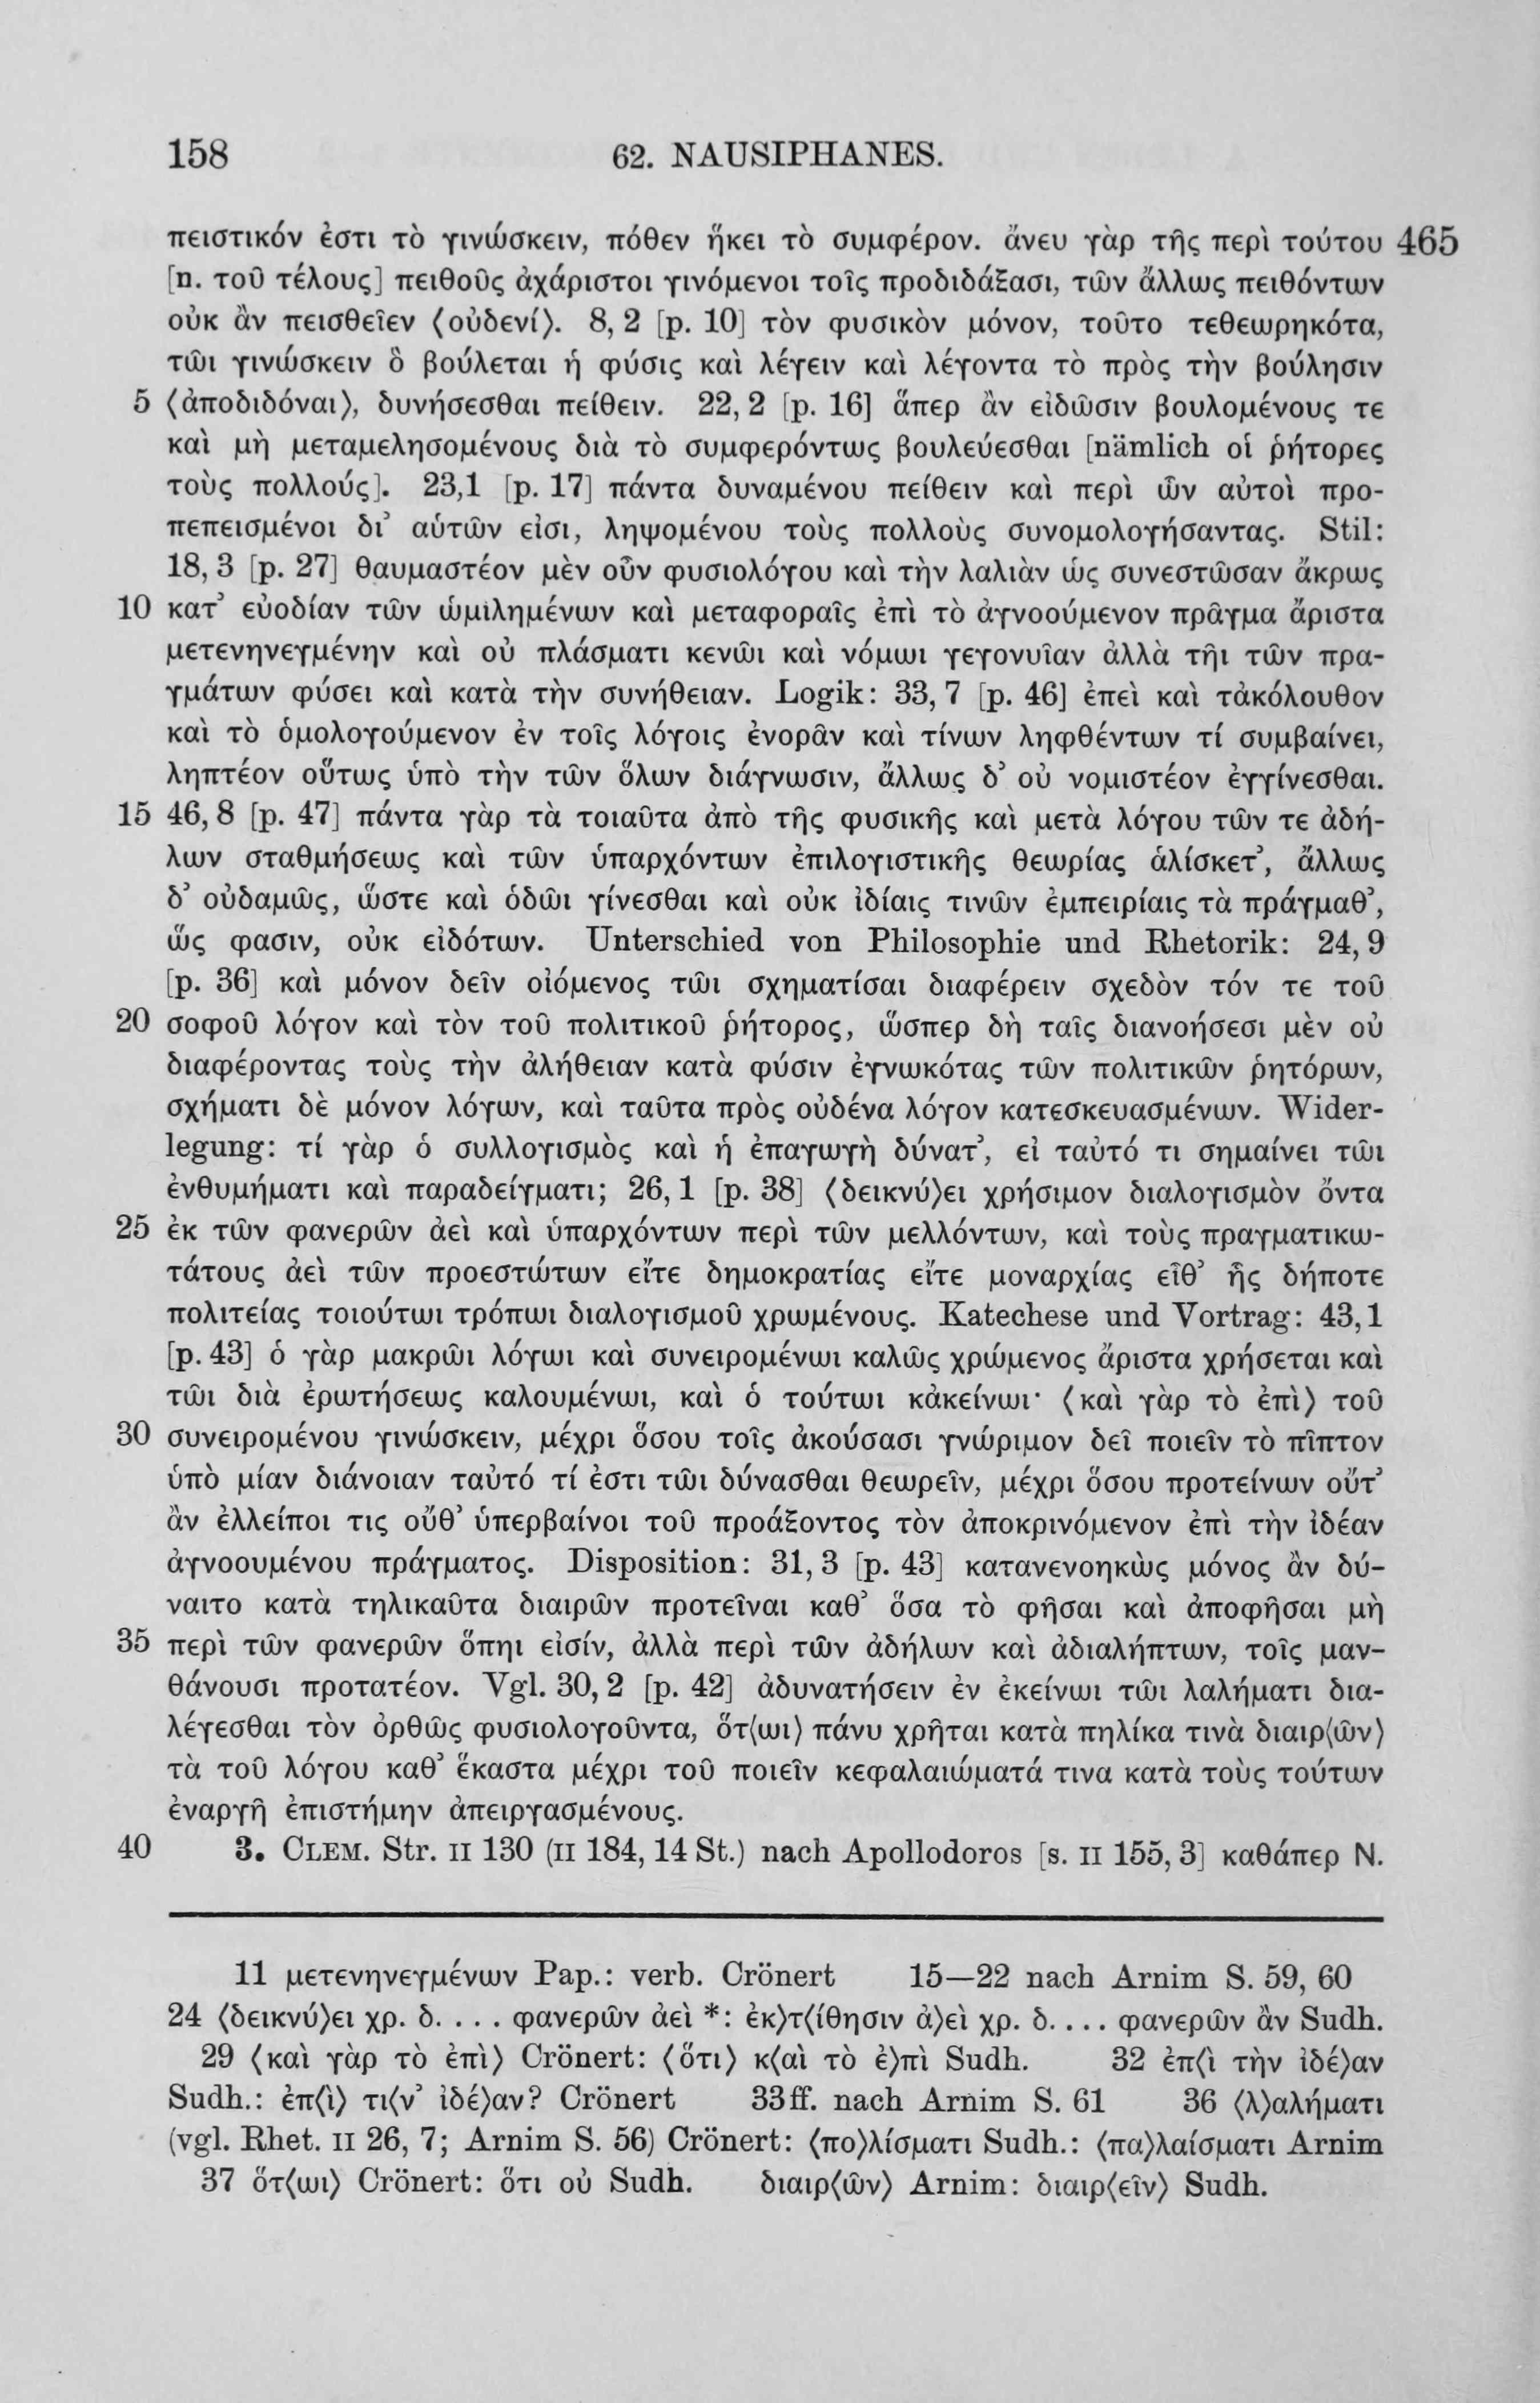 158 62. NAUSIPHANES.
πειστικόν ἐστι τὸ γινώσκειν, πόθεν ἥκει τὸ συμφέρον. ἄνευ γὰρ τῆς περὶ τούτου 465
[n. τοῦ τέλους] πειθοῦς ἀχάριστοι γινόμενοι τοῖς προδιδάξασι, τῶν ἄλλως πειθόντων
οὐκ ἂν πεισθεῖεν ⟨οὐδενί⟩. 8, 2 [p. 10] τὸν φυσικὸν μόνον, τοῦτο τεθεωρηκότα,
τῶι γινώσκειν ὃ βούλεται ἡ φύσις καὶ λέγειν καὶ λέγοντα τὸ πρὸς τὴν βούλησιν
5 ⟨ἀποδιδόναι⟩, δυνήσεσθαι πείθειν. 22, 2 [p. 16] ἅπερ ἂν εἰδῶσιν βουλομένους τε
καὶ μὴ μεταμελησομένους διὰ τὸ συμφερόντως βουλεύεσθαι [nämlich οἱ ῥήτορες
τοὺς πολλούς]. 23,1 [p. 17] πάντα δυναμένου πείθειν καὶ περὶ ὧν αὐτοὶ προ-
πεπεισμένοι δι’ αὑτῶν εἰσι, ληψομένου τοὺς πολλοὺς συνομολογήσαντας. Stil:
18, 3 [p. 27] θαυμαστέον μὲν οὖν φυσιολόγου καὶ τὴν λαλιὰν ὡς συνεστῶσαν ἄκρως
10 κατ’ εὐοδίαν τῶν ὡμιλημένων καὶ μεταφοραῖς ἐπὶ τὸ ἀγνοούμενον πρᾶγμα ἄριστα
μετενηνεγμένην καὶ οὐ πλάσματι κενῶι καὶ νόμωι γεγονυῖαν ἀλλὰ τῆι τῶν πρα-
γμάτων φύσει καὶ κατὰ τὴν συνήθειαν. Logik: 33, 7 [p. 46] ἐπεὶ καὶ τἀκόλουθον
καὶ τὸ ὁμολογούμενον ἐν τοῖς λόγοις ἐνορᾶν καὶ τίνων ληφθέντων τί συμβαίνει,
ληπτέον οὕτως ὑπὸ τὴν τῶν ὅλων διάγνωσιν, ἄλλως δ’ οὐ νομιστέον ἐγγίνεσθαι.
15 46, 8 [p. 47] πάντα γὰρ τὰ τοιαῦτα ἀπὸ τῆς φυσικῆς καὶ μετὰ λόγου τῶν τε ἀδή-
λων σταθμήσεως καὶ τῶν ὑπαρχόντων ἐπιλογιστικῆς θεωρίας ἁλίσκετ’, ἄλλως
δ’ οὐδαμῶς, ὥστε καὶ ὁδῶι γίνεσθαι καὶ οὐκ ἰδίαις τινῶν ἐμπειρίαις τὰ πράγμαθ’,
ὥς φασιν, οὐκ εἰδότων. Unterschied von Philosophie und Rhetorik: 24, 9
[p. 36] καὶ μόνον δεῖν οἰόμενος τῶι σχηματίσαι διαφέρειν σχεδὸν τόν τε τοῦ
20 σοφοῦ λόγον καὶ τὸν τοῦ πολιτικοῦ ῥήτορος, ὥσπερ δὴ ταῖς διανοήσεσι μὲν οὐ
διαφέροντας τοὺς τὴν ἀλήθειαν κατὰ φύσιν ἐγνωκότας τῶν πολιτικῶν ῥητόρων,
σχήματι δὲ μόνον λόγων, καὶ ταῦτα πρὸς οὐδένα λόγον κατεσκευασμένων. Wider-
legung: τί γὰρ ὁ συλλογισμὸς καὶ ἡ ἐπαγωγὴ δύνατ’, εἰ ταὐτό τι σημαίνει τῶι
ἐνθυμήματι καὶ παραδείγματι; 26, 1 [p. 38] ⟨δεικνύ⟩ει χρήσιμον διαλογισμὸν ὄντα
25 ἐκ τῶν φανερῶν ἀεὶ καὶ ὑπαρχόντων περὶ τῶν μελλόντων, καὶ τοὺς πραγματικω-
τάτους ἀεὶ τῶν προεστώτων εἴτε δημοκρατίας εἴτε μοναρχίας εἴθ’ ἧς δήποτε
πολιτείας τοιούτωι τρόπωι διαλογισμοῦ χρωμένους. Katechese und Vortrag: 43, 1
[p. 43] ὁ γὰρ μακρῶι λόγωι καὶ συνειρομένωι καλῶς χρώμενος ἄριστα χρήσεται καὶ
τῶι διὰ ἐρωτήσεως καλουμένωι, καὶ ὁ τούτωι κἀκείνωι· ⟨καὶ γὰρ τὸ ἐπὶ⟩ τοῦ
30 συνειρομένου γινώσκειν, μέχρι ὅσου τοῖς ἀκούσασι γνώριμον δεῖ ποιεῖν τὸ πῖπτον
ὑπὸ μίαν διάνοιαν ταὐτό τί ἐστι τῶι δύνασθαι θεωρεῖν, μέχρι ὅσου προτείνων οὔτ’
ἂν ἐλλείποι τις οὔθ’ ὑπερβαίνοι τοῦ προάξοντος τὸν ἀποκρινόμενον ἐπὶ τὴν ἰδέαν
ἀγνοουμένου πράγματος. Disposition: 31, 3 [p. 43] κατανενοηκὼς μόνος ἂν δύ-
ναιτο κατὰ τηλικαῦτα διαιρῶν προτεῖναι καθ’ ὅσα τὸ φῆσαι καὶ ἀποφῆσαι μὴ
35 περὶ τῶν φανερῶν ὅπηι εἰσίν, ἀλλὰ περὶ τῶν ἀδήλων καὶ ἀδιαλήπτων, τοῖς μαν-
θάνουσι προτατέον. Vgl. 30, 2 [p. 42] ἀδυνατήσειν ἐν ἐκείνωι τῶι λαλήματι δια-
λέγεσθαι τὸν ὀρθῶς φυσιολογοῦντα, ὅτ⟨ωι⟩ πάνυ χρῆται κατὰ πηλίκα τινὰ διαιρ⟨ῶν⟩
τὰ τοῦ λόγου καθ’ ἕκαστα μέχρι τοῦ ποιεῖν κεφαλαιώματά τινα κατὰ τοὺς τούτων
ἐναργῆ ἐπιστήμην ἀπειργασμένους.
40 3. CLEM. Str. II 130 (II 184, 14 St.) nach Apollodoros [s. II 155, 3] καθάπερ N.
11 μετενηνεγμένων Pap.: verb. Crönert 15—22 nach Arnim S. 59, 60
24 ⟨δεικνύ⟩ει χρ. δ. . . . φανερῶν ἀεὶ *: ἐκ⟩τ⟨ίθησιν ἀ⟩εὶ χρ. δ. . . . φανερῶν ἂν Sudh.
29 ⟨καὶ γὰρ τὸ ἐπὶ⟩ Crönert: ⟨ὅτι⟩ κ⟨αὶ τὸ ἐ⟩πὶ Sudh. 32 ἐπ⟨ὶ τὴν ἰδέ⟩αν
Sudh.: ἐπ⟨ὶ⟩ τι⟨ν’ ἰδέ⟩αν? Crönert 33 ff. nach Arnim S. 61 36 ⟨λ⟩αλήματι
(vgl. Rhet. II 26, 7; Arnim S. 56) Crönert: ⟨πο⟩λίσματι Sudh.: ⟨πα⟩λαίσματι Arnim
37 ὅτ⟨ωι⟩ Crönert: ὅτι οὐ Sudh. διαιρ⟨ῶν⟩ Arnim: διαιρ⟨εῖν⟩ Sudh.